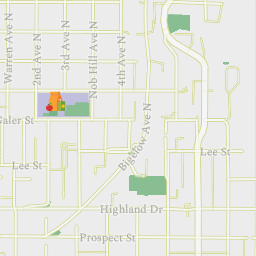 Warren Ave N
2nd Ave N
3rd Ave N
Nob Hill Ave N
4th Ave N
Bigelow Ave N
Galer St
Lee St
Lee St
Highland Dr
Prospect St